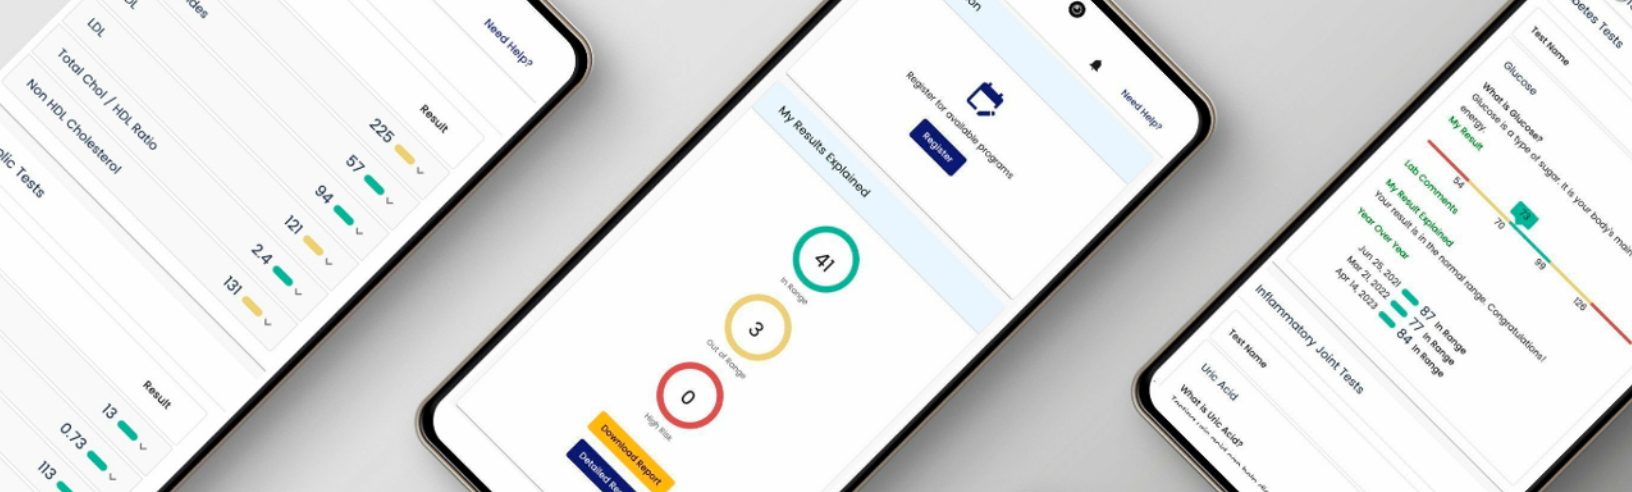 LDL
Total Chol / HDL Ratio
Non HDL Cholesterol
Need Help?
Result
225
57
94
121
2.4
131
Tests
Result
13
0.73
113
Register for available programs
Register
Need Help?
My Results Explained
41
In Range
3
Out of Range
0
High Risk
Download Report
Detailed
Tests
Test Name
Glucose
What is Glucose?
Glucose is a type of sugar. It is your body's main
energy.
My Result
54
70
73
99
126
Lab Comments
My Result Explained
Your result is in the normal range. Congratulations!
Year Over Year
Jun 25, 2021 87 In Range
Mar 21, 2022 77 In Range
Apr 14, 2023 84 In Range
Inflammatory Joint Tests
Test Name
Uric Acid
What is Uric Acid?